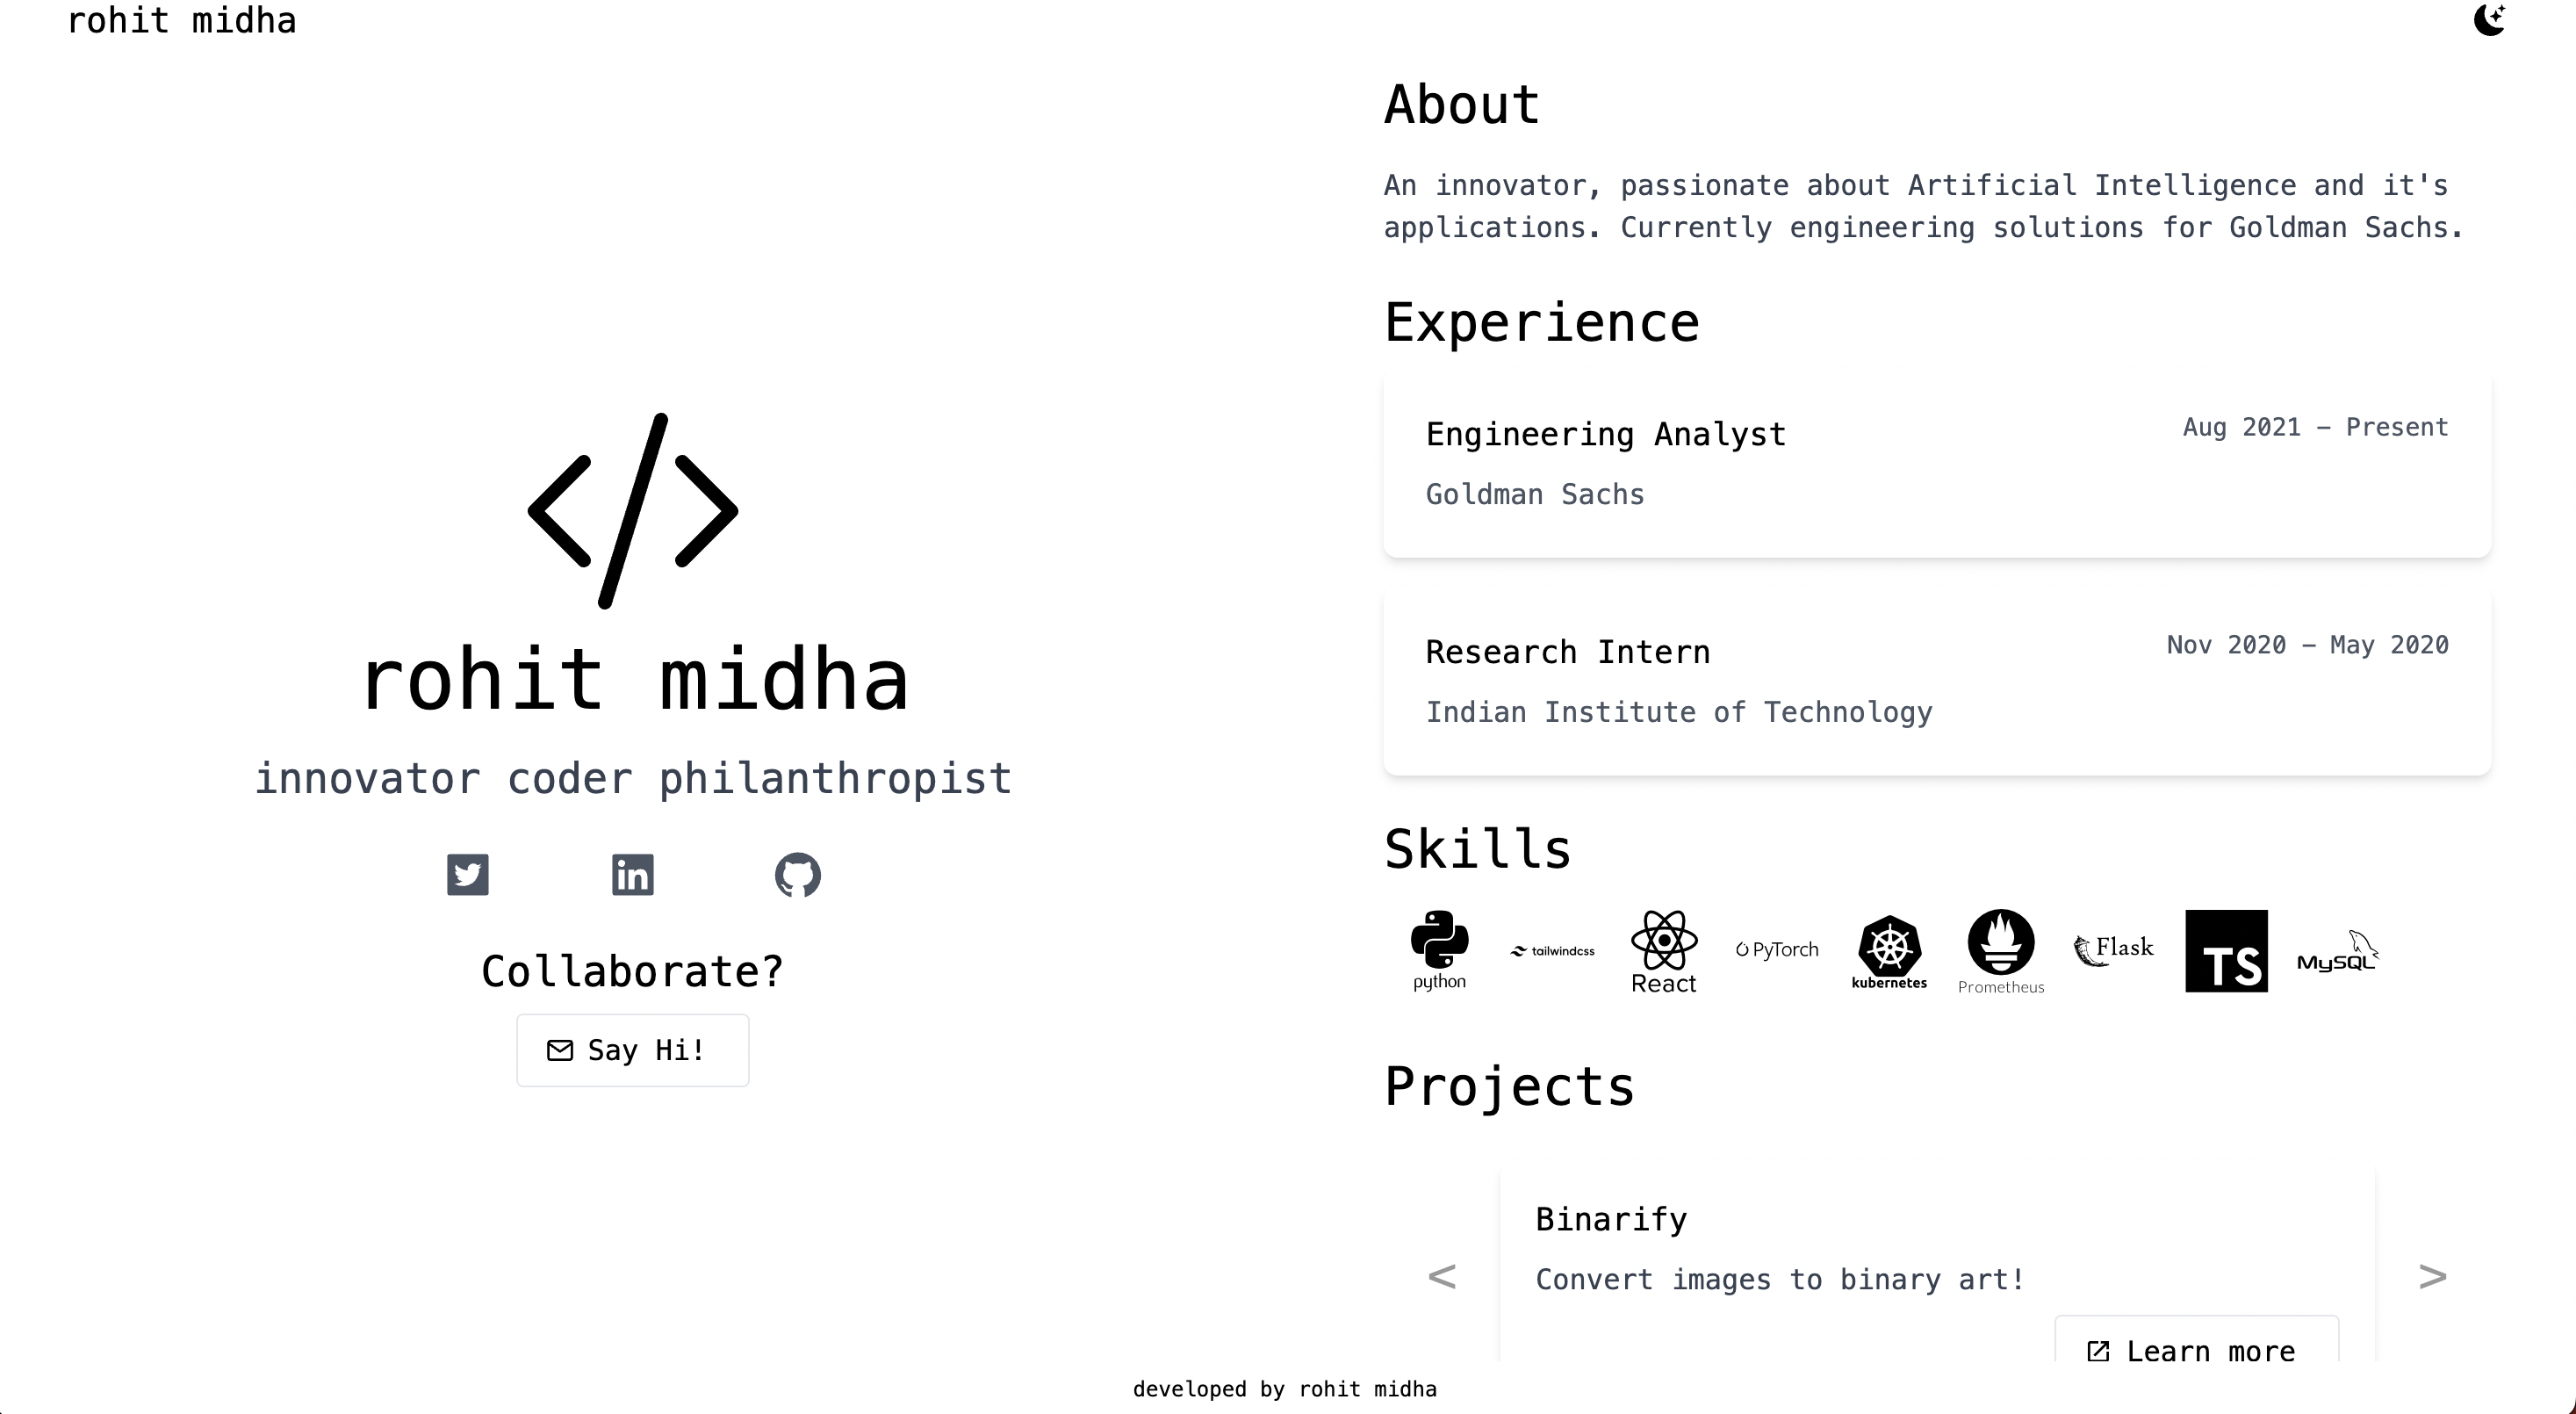 rohit midha
</>
rohit midha
innovator coder philanthropist
in
Collaborate?
Say Hi!
About
An innovator, passionate about Artificial Intelligence and it's
applications. Currently engineering solutions for Goldman Sachs.
Experience
Engineering Analyst
Aug 2021 – Present
Goldman Sachs
Research Intern
Nov 2020 – May 2020
Indian Institute of Technology
Skills
python
tailwindcss
React
PyTorch
kubernetes
Prometheus
Flask
TS
MySQL
Projects
Binarify
<
Convert images to binary art!
>
Learn more
developed by rohit midha